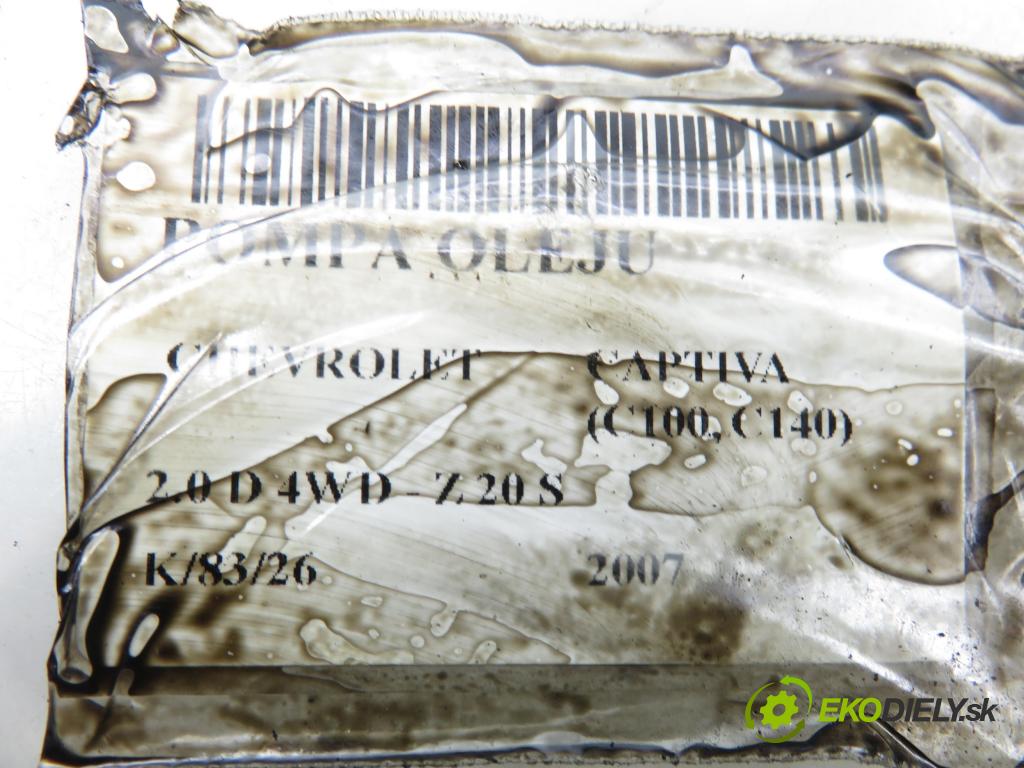 POMPA OLEJU
CHEVROLET CAPTIVA
(C100, C140)
2.0 D 4WD - Z 20 S
K/83/26 2007
EKODIELY.sk